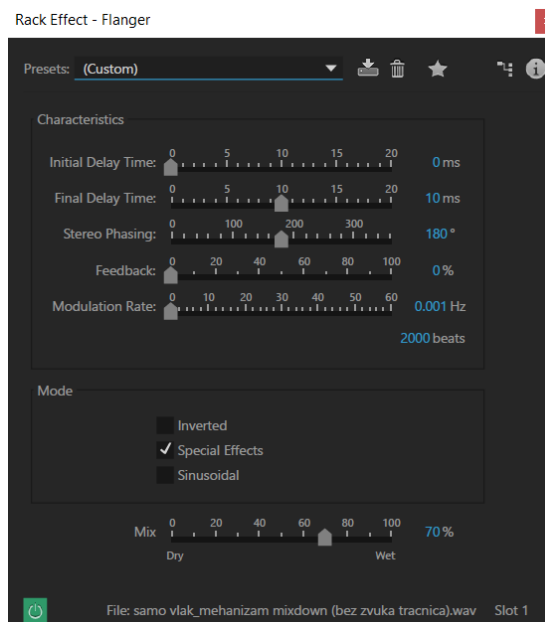 Rack Effect - Flanger
Presets: (Custom)
Characteristics
0 5 10 15 20
Initial Delay Time: 0 ms
0 5 10 15 20
Final Delay Time: 10 ms
0 100 200 300
Stereo Phasing: 180 °
0 20 40 60 80 100
Feedback: 0 %
0 10 20 30 40 50 60
Modulation Rate: 0.001 Hz
2000 beats
Mode
Inverted
Special Effects
Sinusoidal
0 20 40 60 80 100
Mix 70 %
Dry Wet
File: samo vlak_mehanizam mixdown (bez zvuka tracnica).wav Slot 1